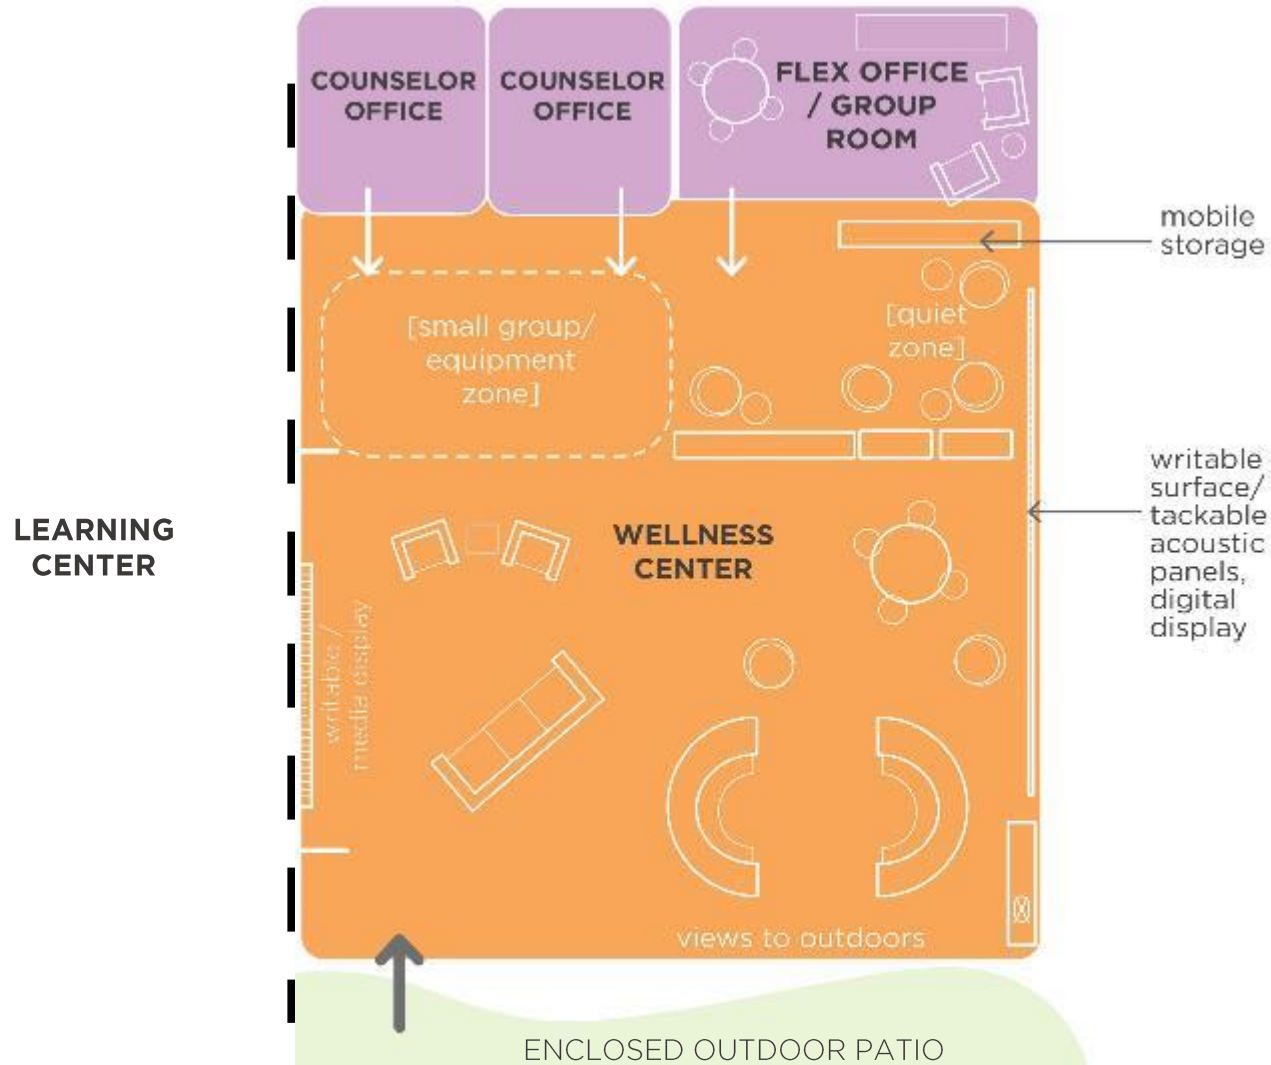 COUNSELOR
OFFICE
COUNSELOR
OFFICE
FLEX OFFICE
/ GROUP
ROOM
mobile
storage
[small group/
equipment
zone]
[quiet
zone]
LEARNING
CENTER
WELLNESS
CENTER
writable
surface/
tackable
acoustic
panels,
digital
display
writable /
media display
views to outdoors
ENCLOSED OUTDOOR PATIO